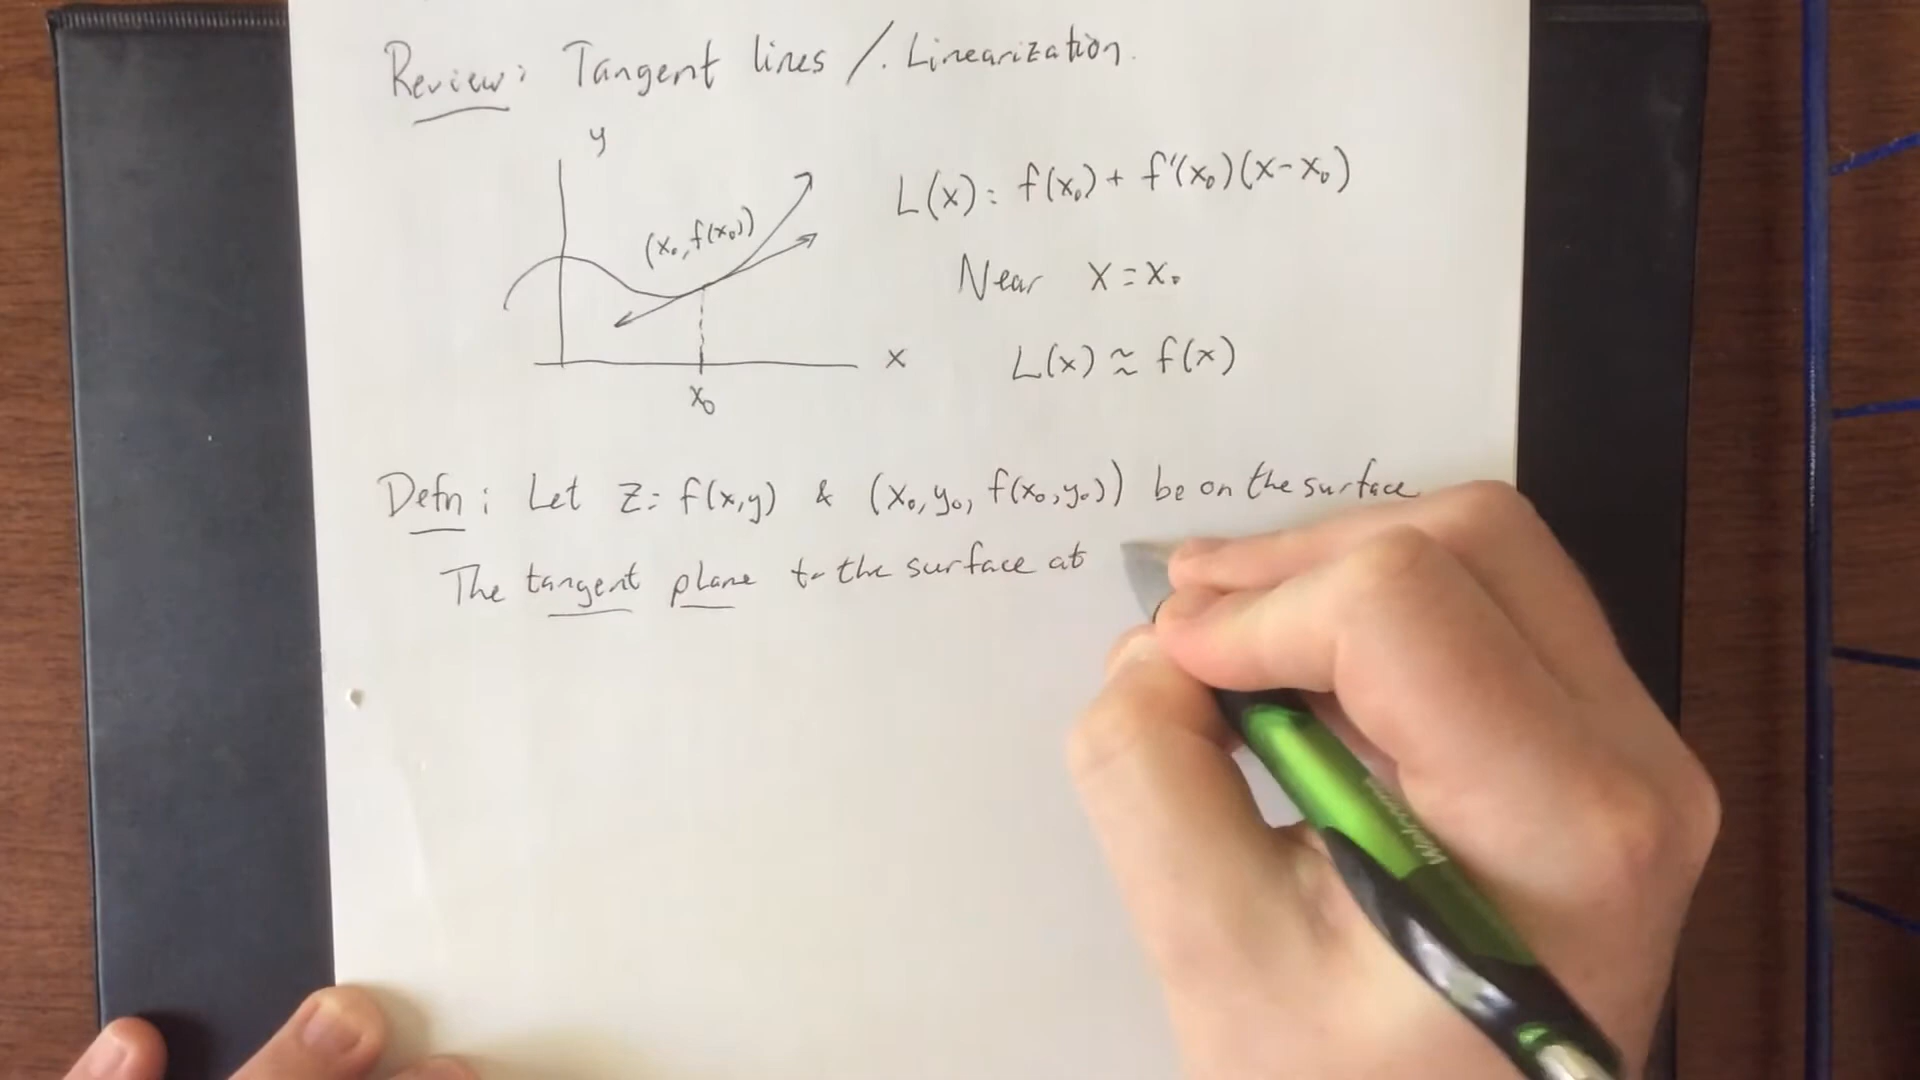 Review: Tangent lines /. Linearization.
y
(x₀, f(x₀))
x
x₀
L(x) = f(x₀) + f'(x₀)(x-x₀)
Near x = x₀
L(x) ≈ f(x)
Defn: Let z = f(x,y) & (x₀, y₀, f(x₀,y₀)) be on the surface
The tangent plane to the surface at